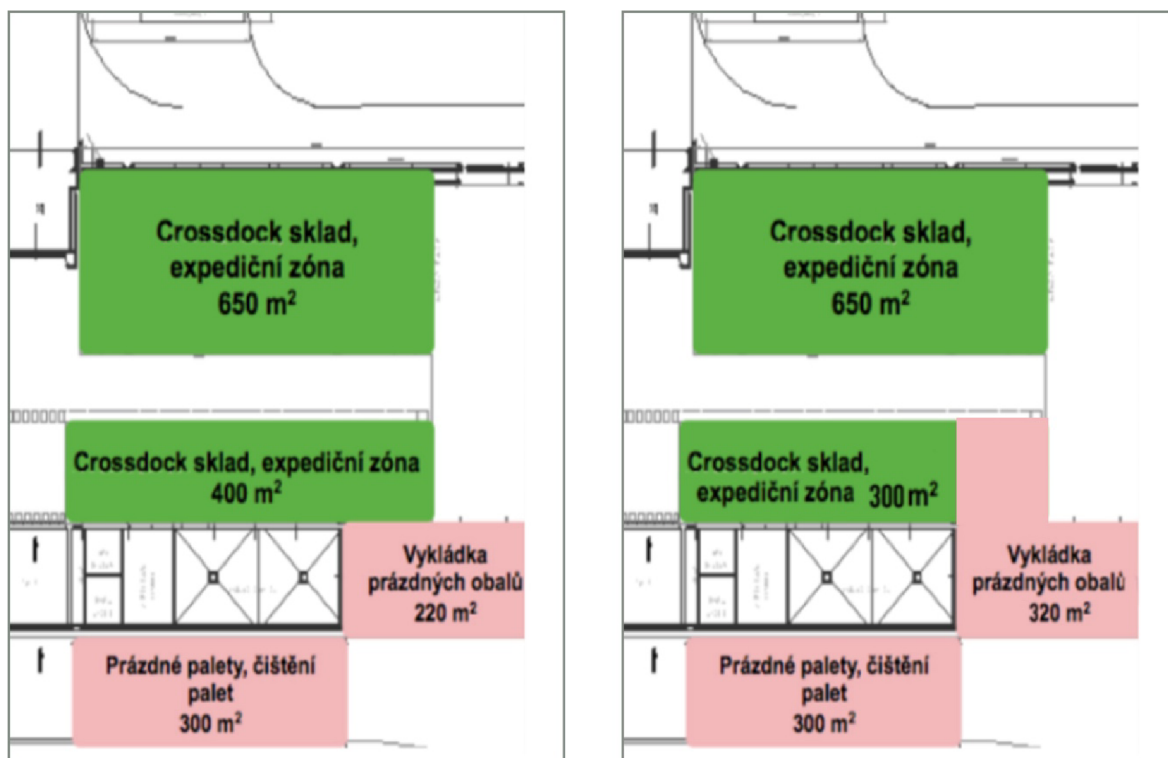 Crossdock sklad,
expediční zóna
650 m²
Crossdock sklad, expediční zóna
400 m²
Vykládka
prázdných obalů
220 m²
Prázdné palety, čištění
palet
300 m²
Crossdock sklad,
expediční zóna
650 m²
Crossdock sklad,
expediční zóna 300 m²
Vykládka
prázdných obalů
320 m²
Prázdné palety, čištění
palet
300 m²